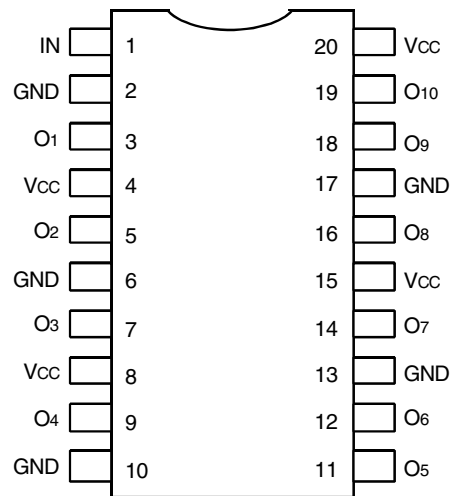 IN 1 20 VCC
GND 2 19 O10
O1 3 18 O9
VCC 4 17 GND
O2 5 16 O8
GND 6 15 VCC
O3 7 14 O7
VCC 8 13 GND
O4 9 12 O6
GND 10 11 O5